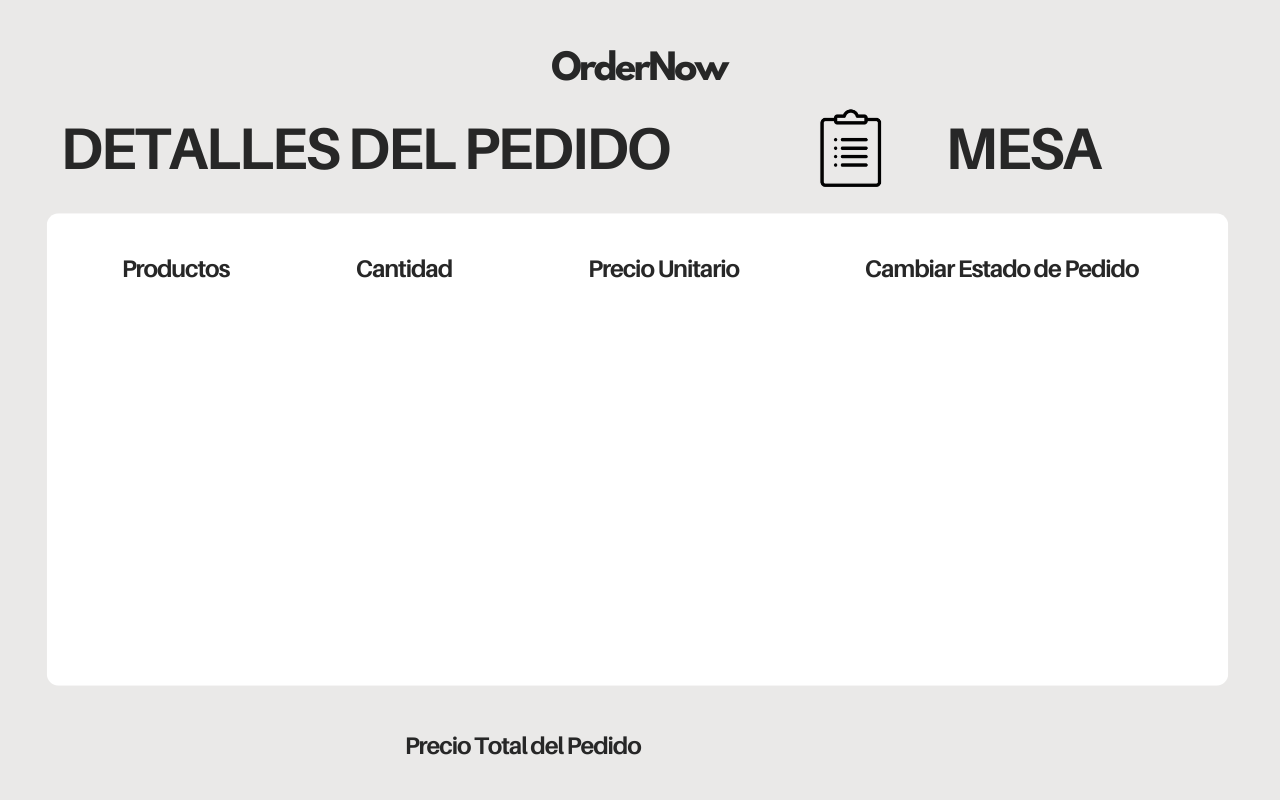 OrderNow
DETALLES DEL PEDIDO
MESA
Productos
Cantidad
Precio Unitario
Cambiar Estado de Pedido
Precio Total del Pedido